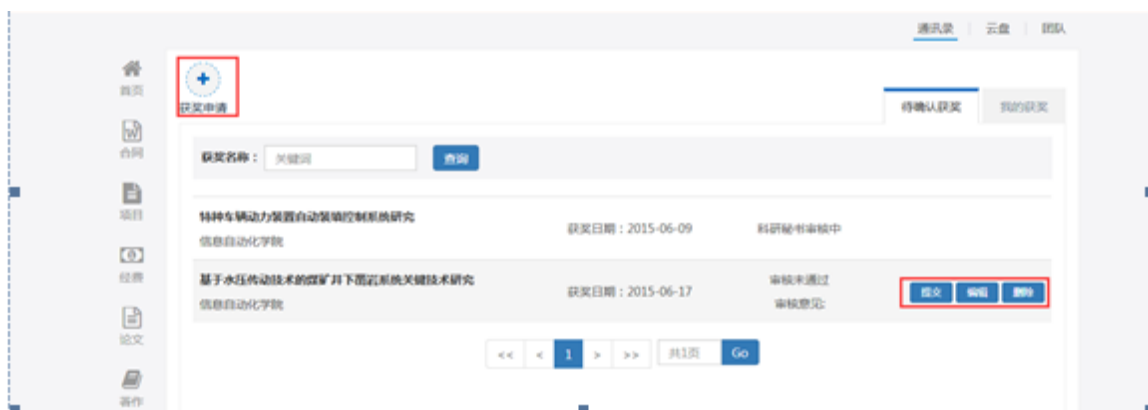 通讯录 云盘 团队
首页
获奖申请
待确认获奖 我的获奖
合同
获奖名称： 关键词 查询
项目
特种车辆动力装置自动装填控制系统研究
信息自动化学院
获奖日期：2015-06-09 科研秘书审核中
经费
基于水压传动技术的煤矿井下凿岩系统关键技术研究
信息自动化学院
获奖日期：2015-06-17 审核未通过
审核意见:
提交 编辑 删除
论文
<< < 1 > >> 共1页 Go
著作